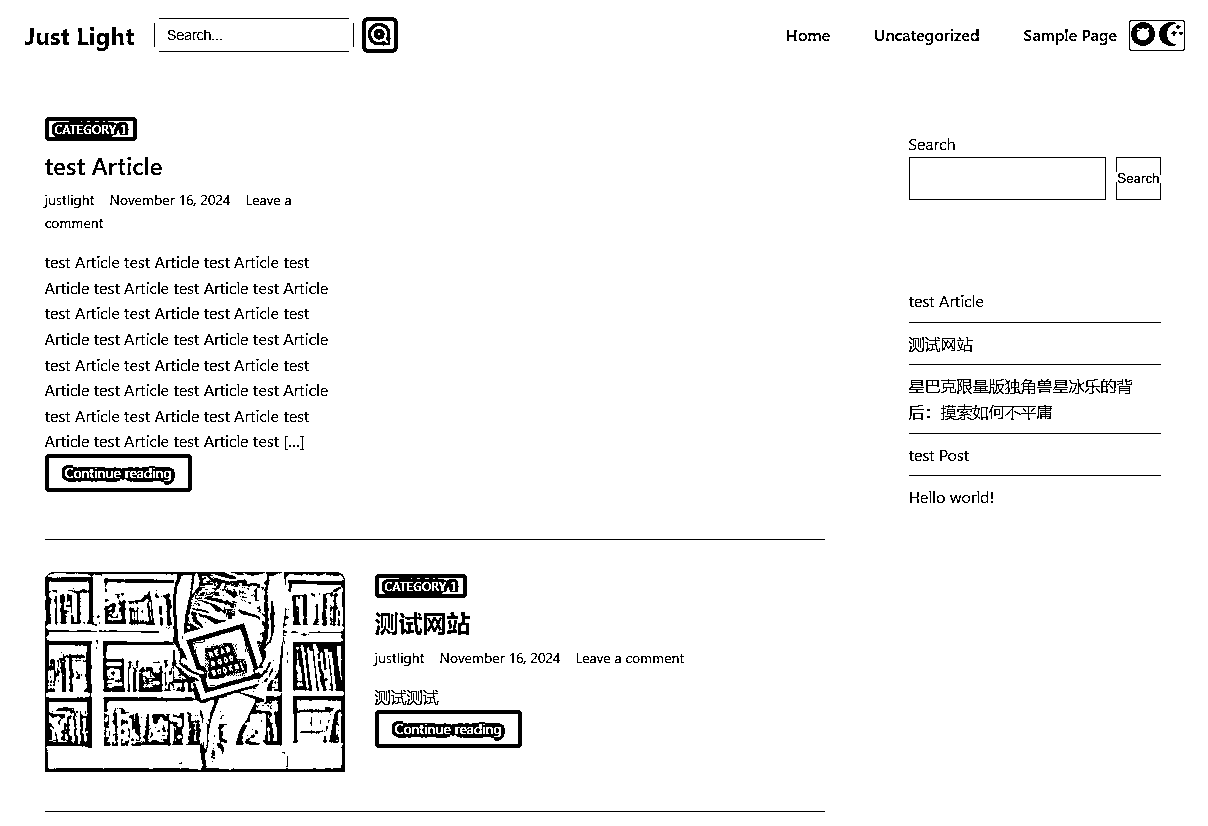 Just Light
Search...
Home
Uncategorized
Sample Page
CATEGORY 1
test Article
justlight November 16, 2024 Leave a
comment
test Article test Article test Article test
Article test Article test Article test Article
test Article test Article test Article test
Article test Article test Article test Article
test Article test Article test Article test
Article test Article test Article test Article
test Article test Article test Article test
Article test Article test Article test [...]
Continue reading
CATEGORY 1
测试网站
justlight November 16, 2024 Leave a comment
测试测试
Continue reading
Search
Search
test Article
测试网站
星巴克限量版独角兽星冰乐的背
后：摸索如何不平庸
test Post
Hello world!